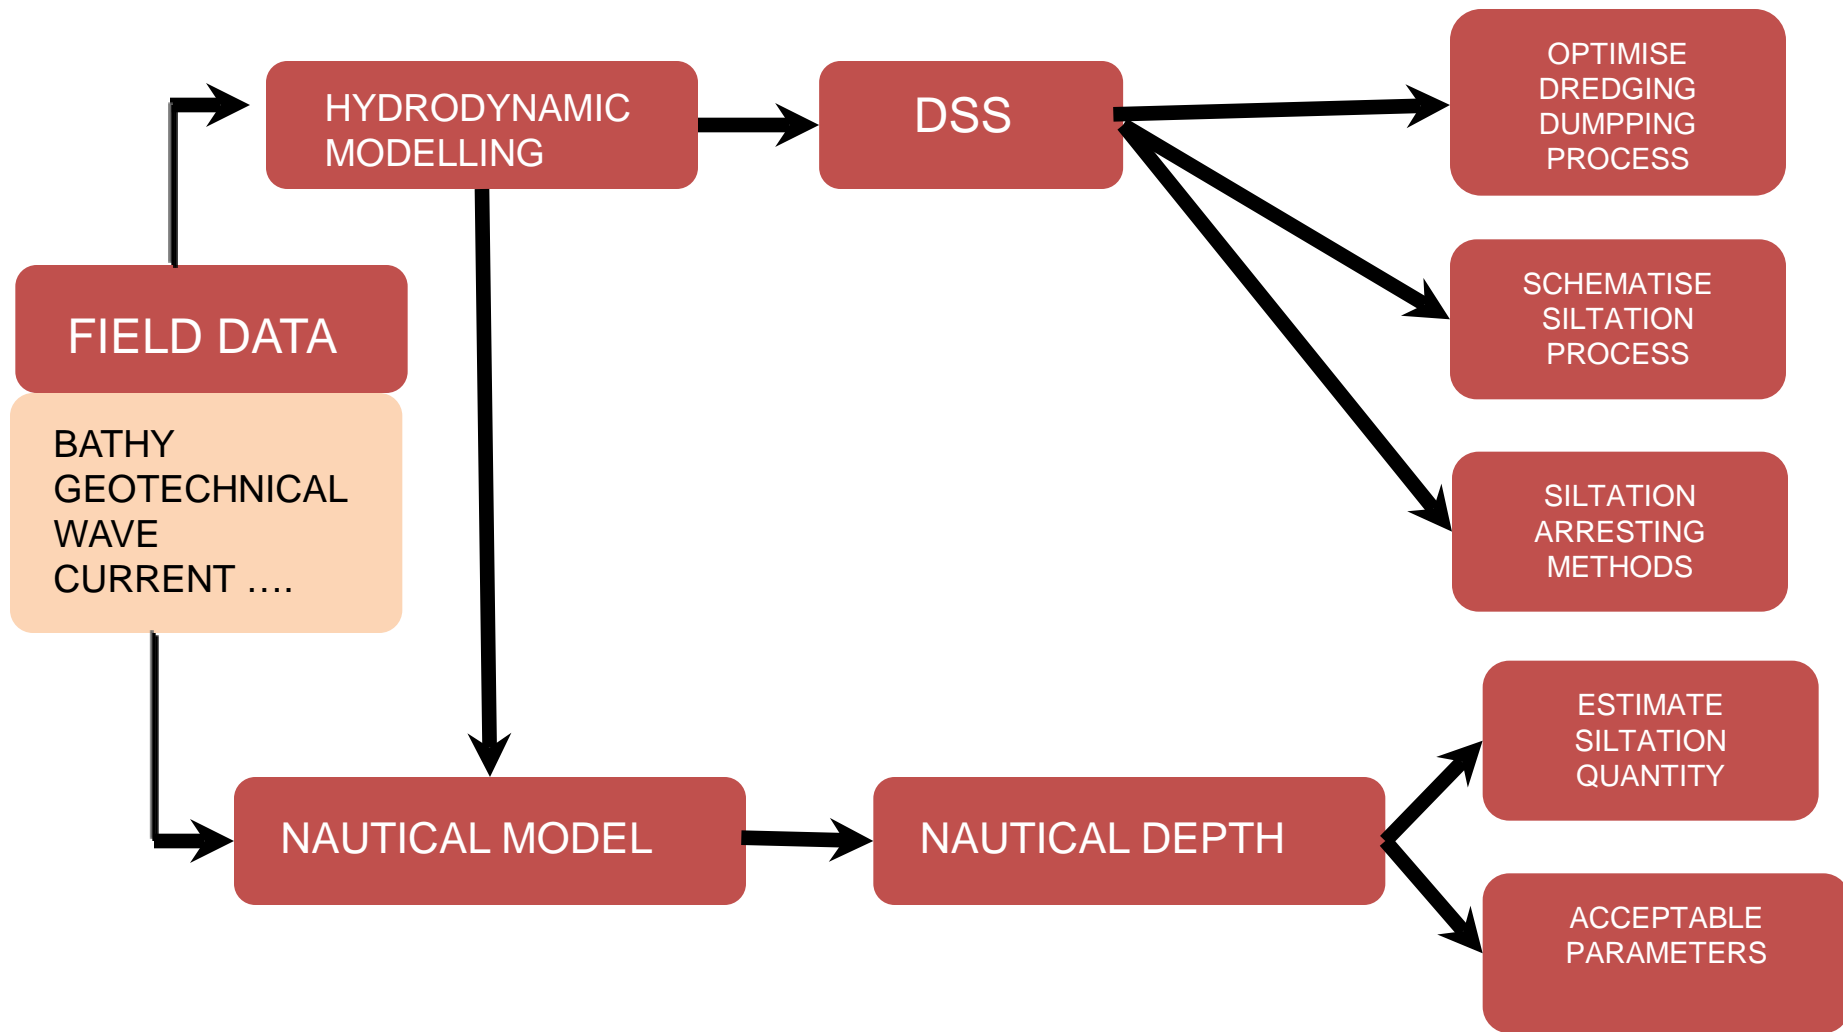 HYDRODYNAMIC
MODELLING
DSS
OPTIMISE
DREDGING
DUMPPING
PROCESS
FIELD DATA
BATHY
GEOTECHNICAL
WAVE
CURRENT ....
SCHEMATISE
SILTATION
PROCESS
SILTATION
ARRESTING
METHODS
NAUTICAL MODEL
NAUTICAL DEPTH
ESTIMATE
SILTATION
QUANTITY
ACCEPTABLE
PARAMETERS